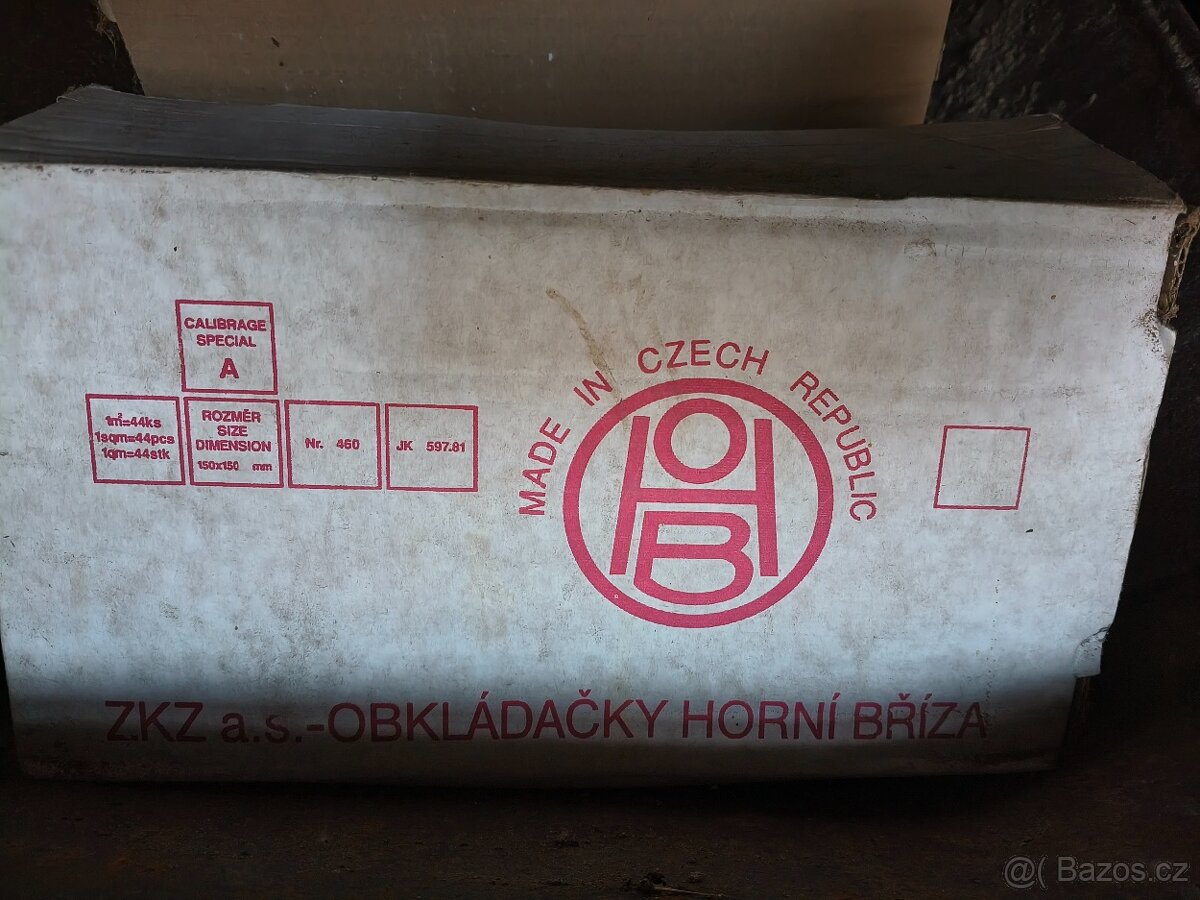 CALIBRAGE
SPECIAL
A
1m²=44ks
1sqm=44pcs
1qm=44stk
ROZMĚR
SIZE
DIMENSION
150x150 mm
Nr. 460
JK 597.81
MADE IN CZECH REPUBLIC
HOB
ZKZ a.s.-OBKLÁDAČKY HORNÍ BŘÍZA
@( Bazos.cz